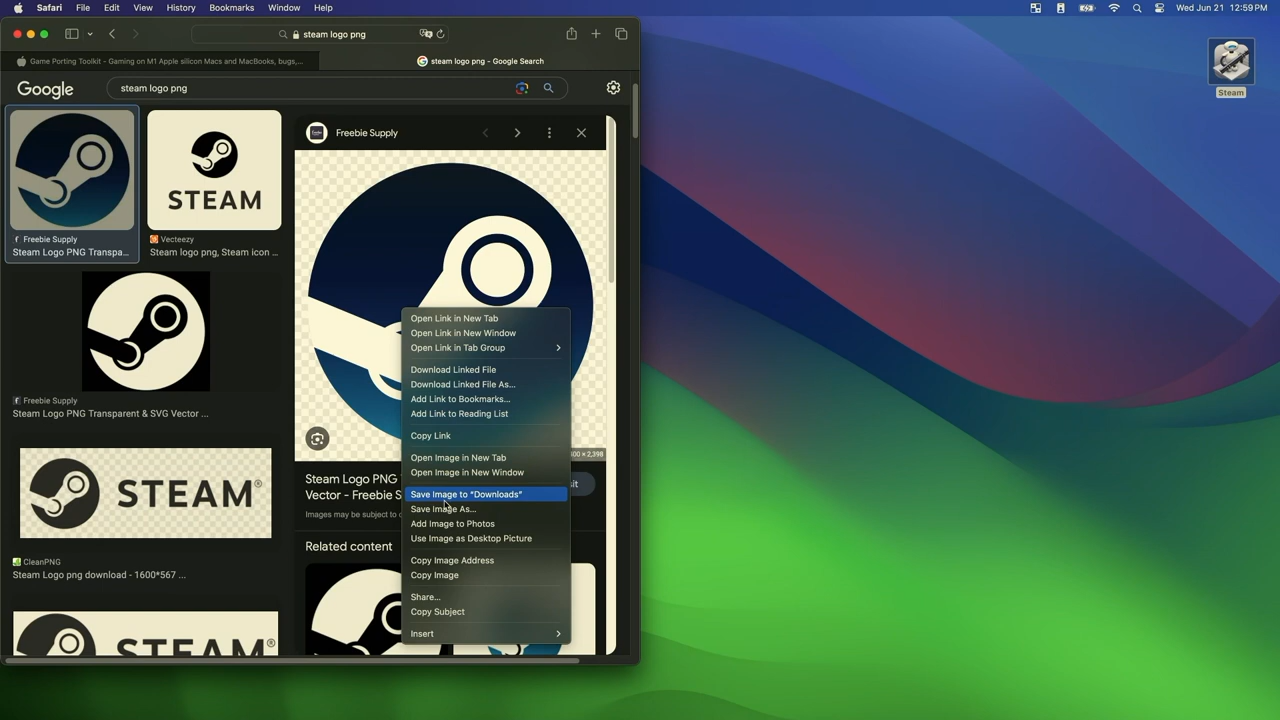 Safari File Edit View History Bookmarks Window Help
Wed Jun 21 12:59 PM
steam logo png
Game Porting Toolkit - Gaming on M1 Apple silicon Macs and MacBooks, bugs,...
steam logo png - Google Search
Google
steam logo png
Steam
Freebie Supply
STEAM
Freebie Supply
Steam Logo PNG Transpa...
Vecteezy
Steam logo png, Steam icon ...
Freebie Supply
Steam Logo PNG Transparent & SVG Vector ...
STEAM®
CleanPNG
Steam Logo png download - 1600*567 ...
STEAM®
Steam Logo PNG
Vector - Freebie S
Images may be subject to c
Related content
Open Link in New Tab
Open Link in New Window
Open Link in Tab Group
Download Linked File
Download Linked File As...
Add Link to Bookmarks...
Add Link to Reading List
Copy Link
Open Image in New Tab
Open Image in New Window
Save Image to “Downloads”
Save Image As...
Add Image to Photos
Use Image as Desktop Picture
Copy Image Address
Copy Image
Share...
Copy Subject
Insert